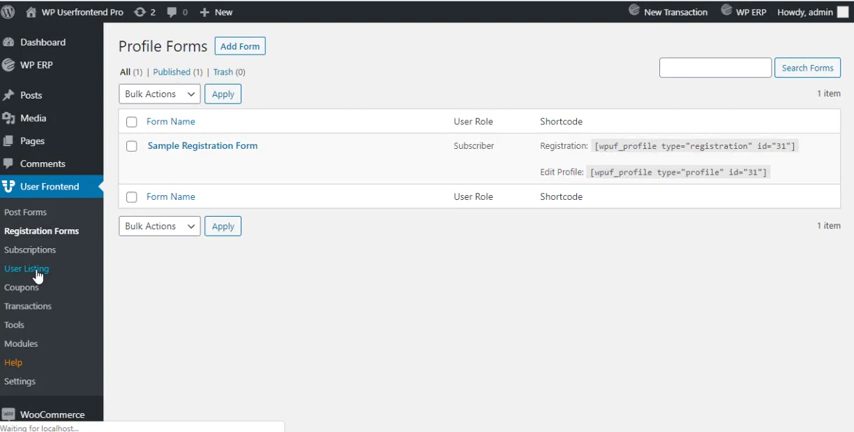 WP Userfrontend Pro 2 0 + New New Transaction WP ERP Howdy, admin
Dashboard
WP ERP
Posts
Media
Pages
Comments
User Frontend
Post Forms
Registration Forms
Subscriptions
User Listing
Coupons
Transactions
Tools
Modules
Help
Settings
WooCommerce
Waiting for localhost...
Profile Forms Add Form
All (1) | Published (1) | Trash (0)
Search Forms
Bulk Actions Apply 1 item
Form Name User Role Shortcode
Sample Registration Form Subscriber Registration: [wpuf_profile type="registration" id="31"]
Edit Profile: [wpuf_profile type="profile" id="31"]
Form Name User Role Shortcode
Bulk Actions Apply 1 item